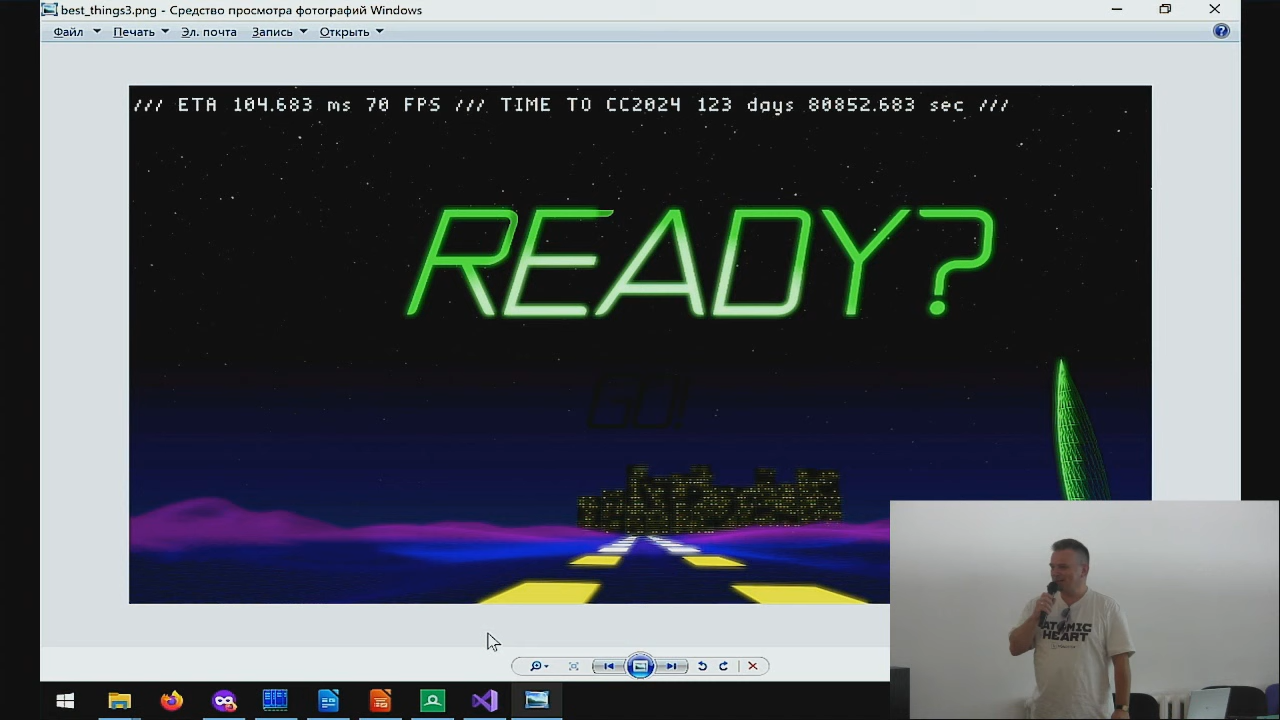 best_things3.png - Средство просмотра фотографий Windows
Файл Печать Эл. почта Запись Открыть
/// ETA 104.683 ms 70 FPS /// TIME TO CC2024 123 days 80852.683 sec ///
READY?
GO!
ATOMIC
HEART